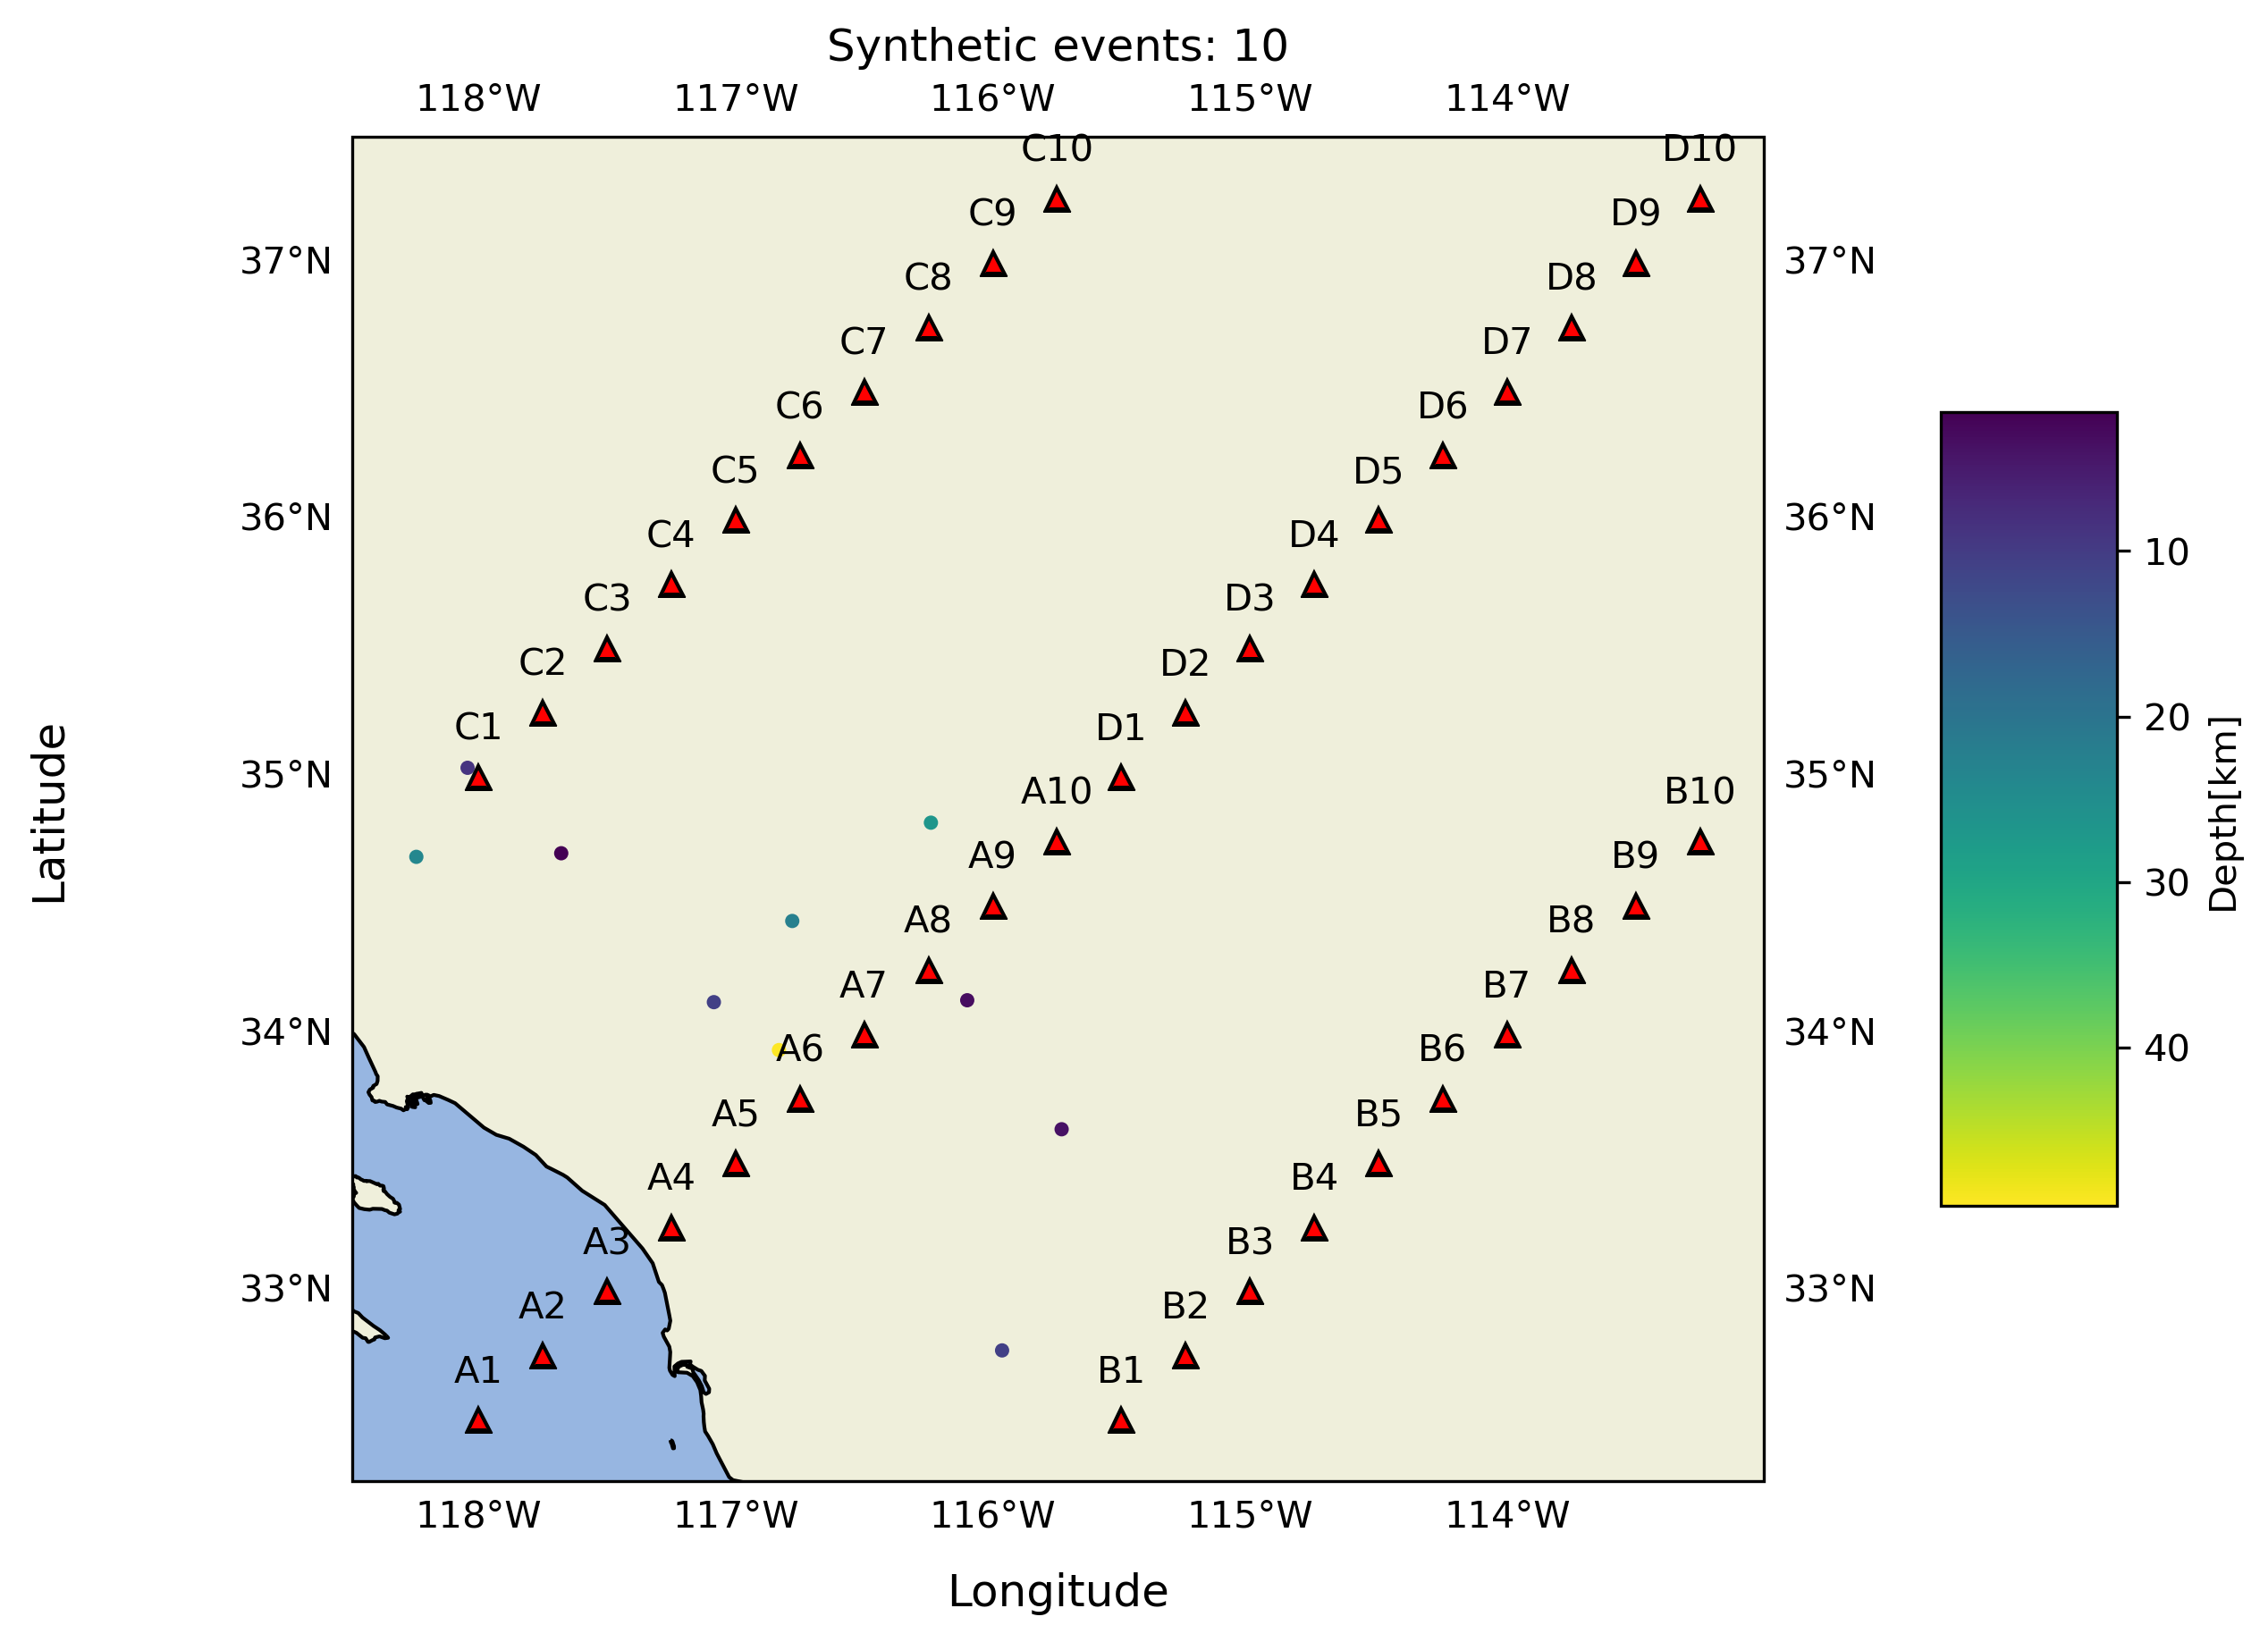 Synthetic events: 10
118°W 117°W 116°W 115°W 114°W
C10 D10
C9 D9
37°N 37°N
C8 D8
C7 D7
C6 D6
C5 D5
36°N 36°N
C4 D4
10
C3 D3
C2 D2
20
C1 D1
35°N 35°N
A10 B10
A9 B9
30
A8 B8
A7 B7
34°N 34°N
A6 B6
40
A5 B5
A4 B4
A3 B3
33°N 33°N
A2 B2
A1 B1
118°W 117°W 116°W 115°W 114°W
Longitude
Latitude
Depth[km]